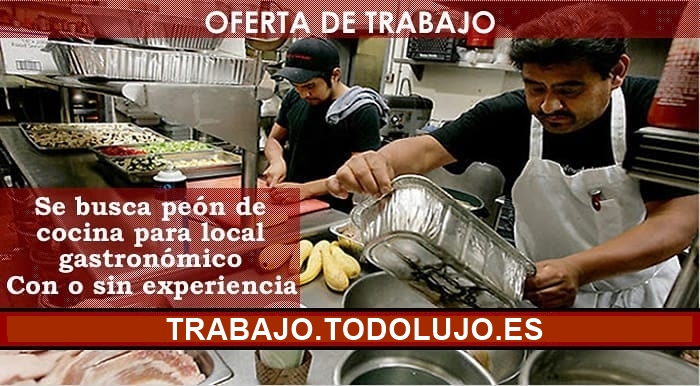 OFERTA DE TRABAJO
Se busca peón de
cocina para local
gastronómico
Con o sin experiencia
TRABAJO.TODOLUJO.ES